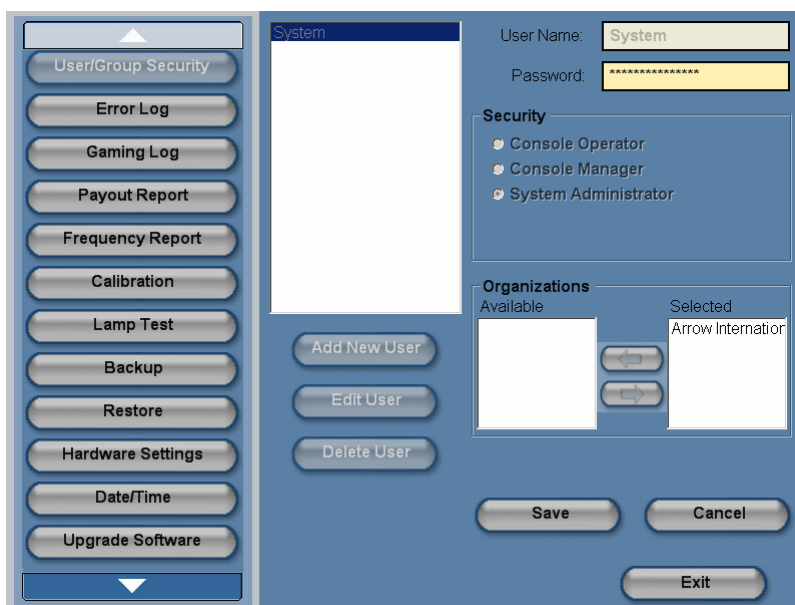 User/Group Security
Error Log
Gaming Log
Payout Report
Frequency Report
Calibration
Lamp Test
Backup
Restore
Hardware Settings
Date/Time
Upgrade Software
System
Add New User
Edit User
Delete User
User Name: System
Password: ***************
Security
Console Operator
Console Manager
System Administrator
Organizations
Available Selected
Arrow Internation
Save Cancel
Exit